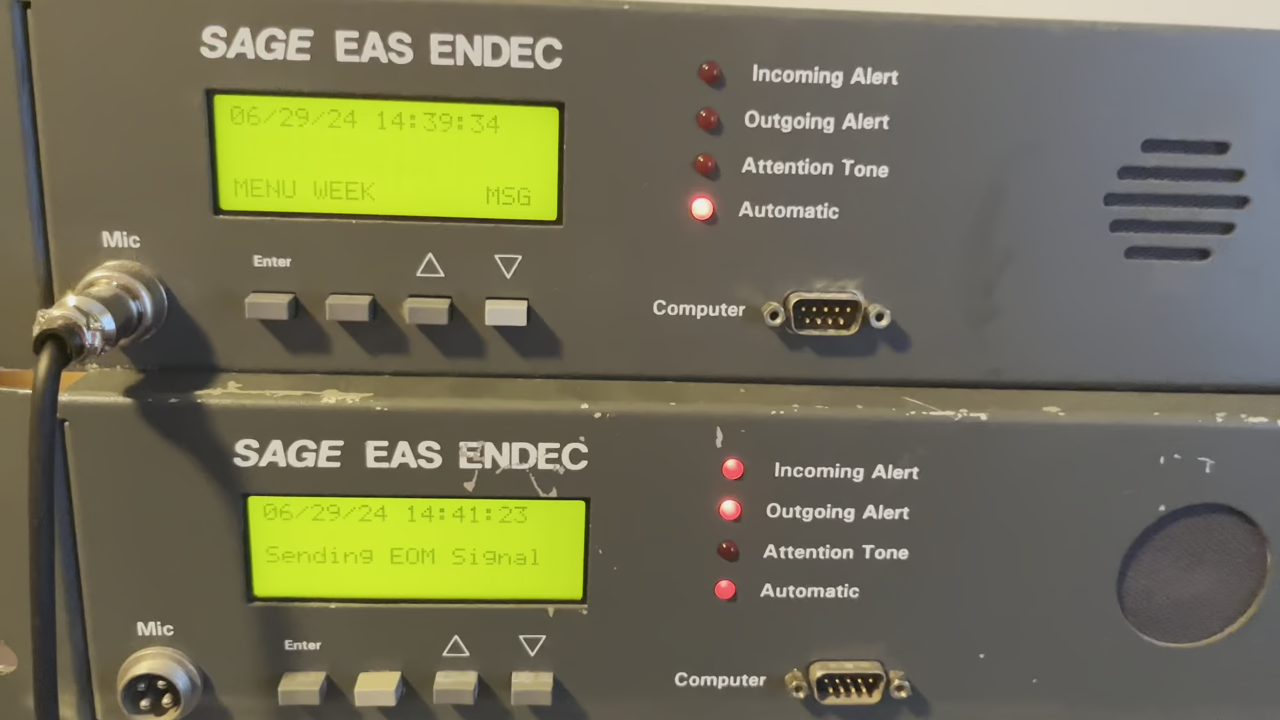 SAGE EAS ENDEC
06/29/24 14:39:34
MENU WEEK MSG
Incoming Alert
Outgoing Alert
Attention Tone
Automatic
Mic
Enter
Computer
SAGE EAS ENDEC
06/29/24 14:41:23
Sending EOM Signal
Incoming Alert
Outgoing Alert
Attention Tone
Automatic
Mic
Enter
Computer